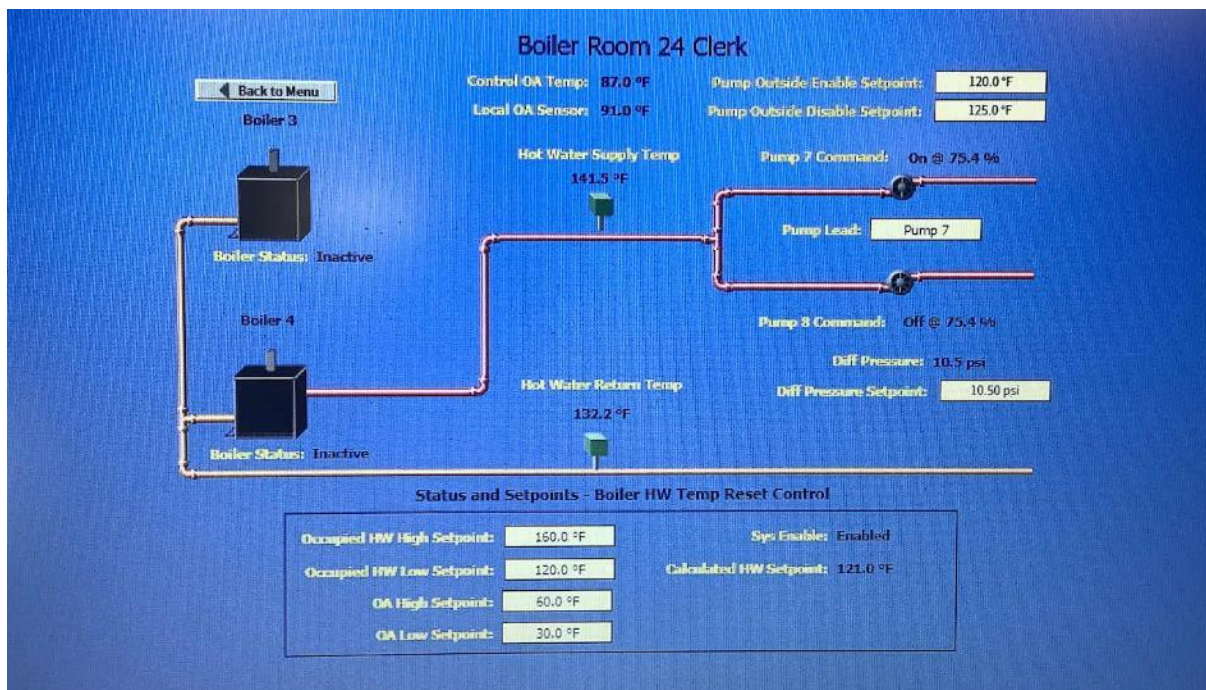 Boiler Room 24 Clerk
Back to Menu
Control OA Temp: 87.0 °F
Pump Outside Enable Setpoint: 120.0 °F
Local OA Sensor: 91.0 °F
Pump Outside Disable Setpoint: 125.0 °F
Boiler 3
Hot Water Supply Temp
141.5 °F
Pump 7 Command: On @ 75.4 %
Pump Lead: Pump 7
Boiler Status: Inactive
Boiler 4
Pump 8 Command: Off @ 75.4 %
Diff Pressure: 10.5 psi
Hot Water Return Temp
132.2 °F
Diff Pressure Setpoint: 10.50 psi
Boiler Status: Inactive
Status and Setpoints - Boiler HW Temp Reset Control
Occupied HW High Setpoint: 160.0 °F
Sys Enable: Enabled
Occupied HW Low Setpoint: 120.0 °F
Calculated HW Setpoint: 121.0 °F
OA High Setpoint: 60.0 °F
OA Low Setpoint: 30.0 °F